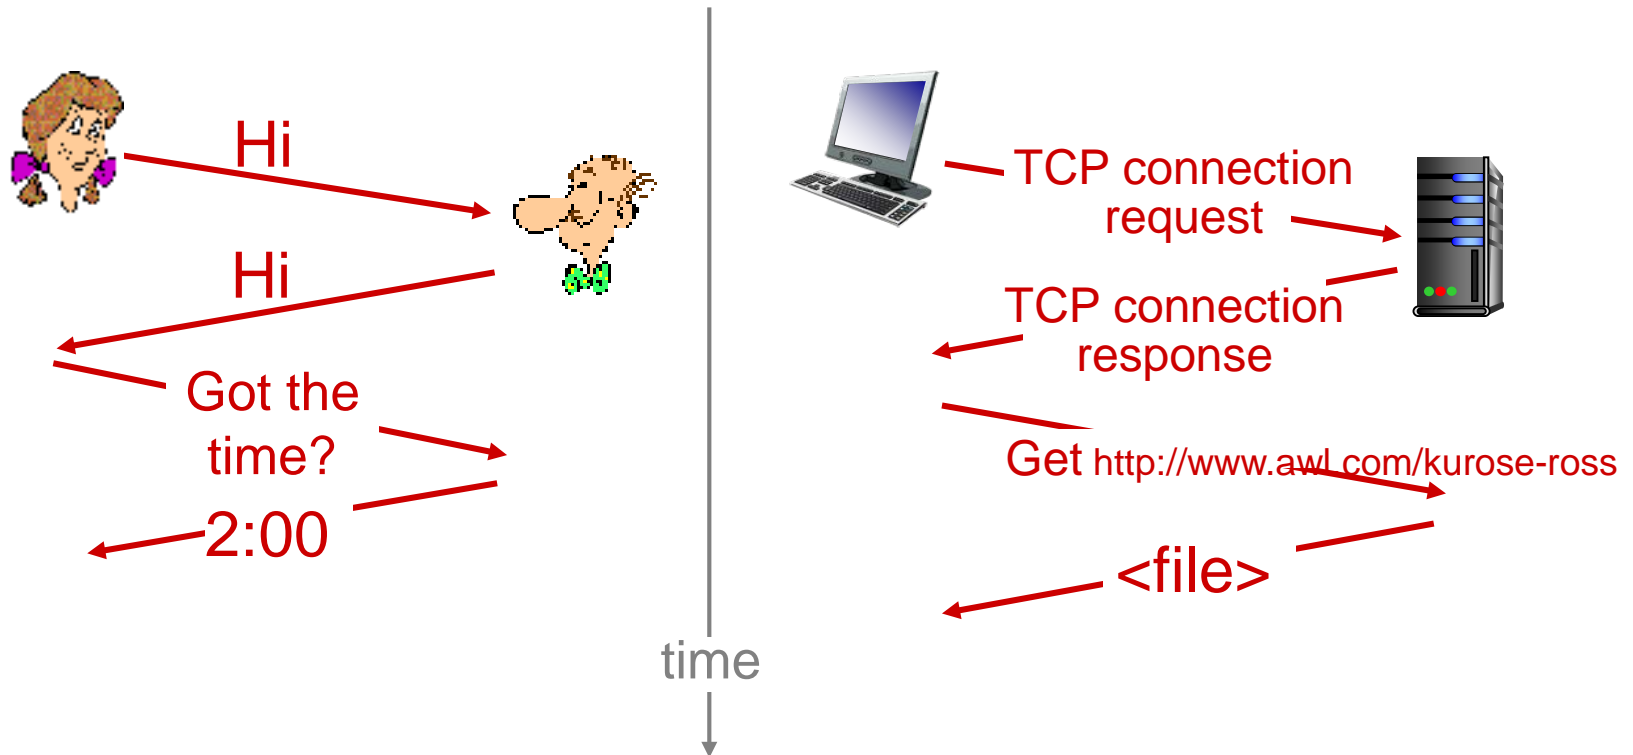 Hi
Hi
Got the
time?
2:00
time
TCP connection
request
TCP connection
response
Get http://www.awl.com/kurose-ross
<file>